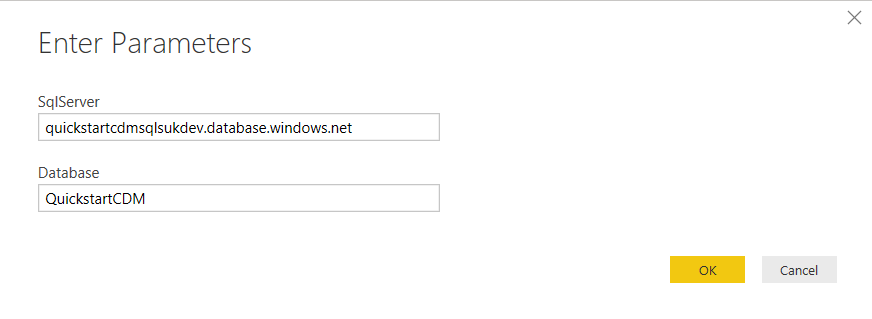 Enter Parameters
SqlServer
quickstartcdmsqlsukdev.database.windows.net
Database
QuickstartCDM
OK
Cancel